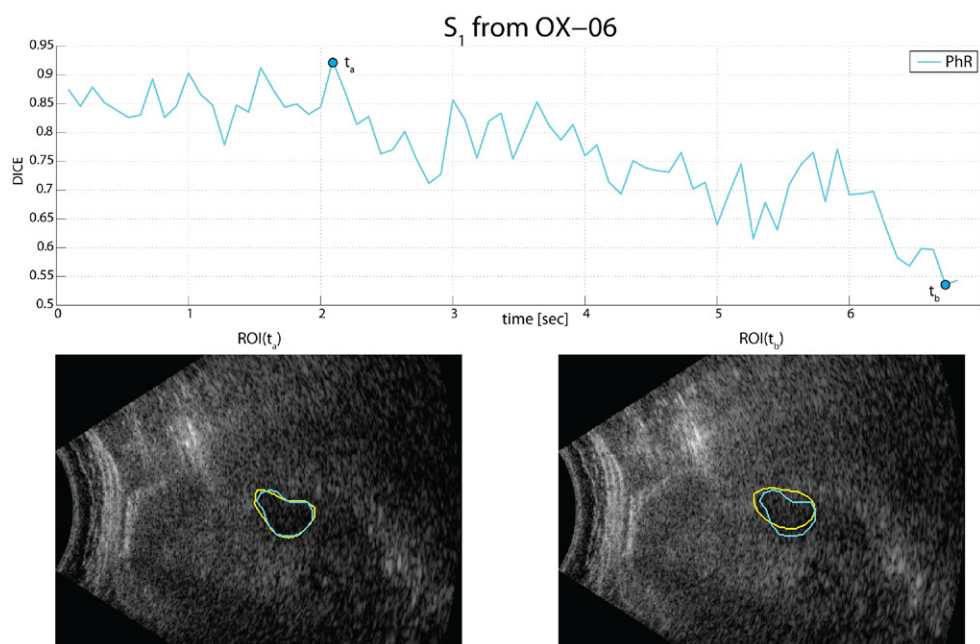 S₁ from OX–06
0.95
0.9
0.85
0.8
0.75
0.7
0.65
0.6
0.55
0.5
DICE
tₐ
PhR
t_b
0 1 2 3 4 5 6
time [sec]
ROI(tₐ) ROI(t_b)